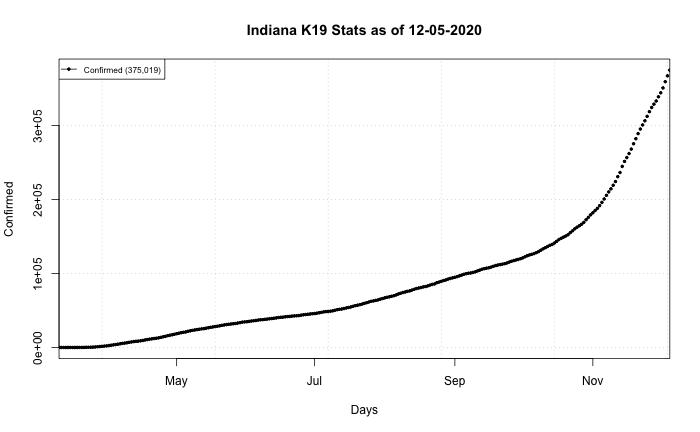 Indiana K19 Stats as of 12-05-2020
Confirmed (375,019)
3e+05
2e+05
1e+05
0e+00
Confirmed
May Jul Sep Nov
Days